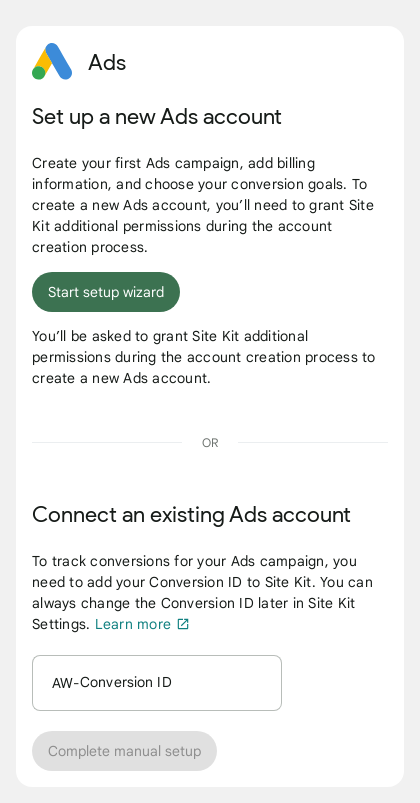 Ads
Set up a new Ads account
Create your first Ads campaign, add billing
information, and choose your conversion goals. To
create a new Ads account, you’ll need to grant Site
Kit additional permissions during the account
creation process.
Start setup wizard
You’ll be asked to grant Site Kit additional
permissions during the account creation process to
create a new Ads account.
OR
Connect an existing Ads account
To track conversions for your Ads campaign, you
need to add your Conversion ID to Site Kit. You can
always change the Conversion ID later in Site Kit
Settings. Learn more
AW-Conversion ID
Complete manual setup